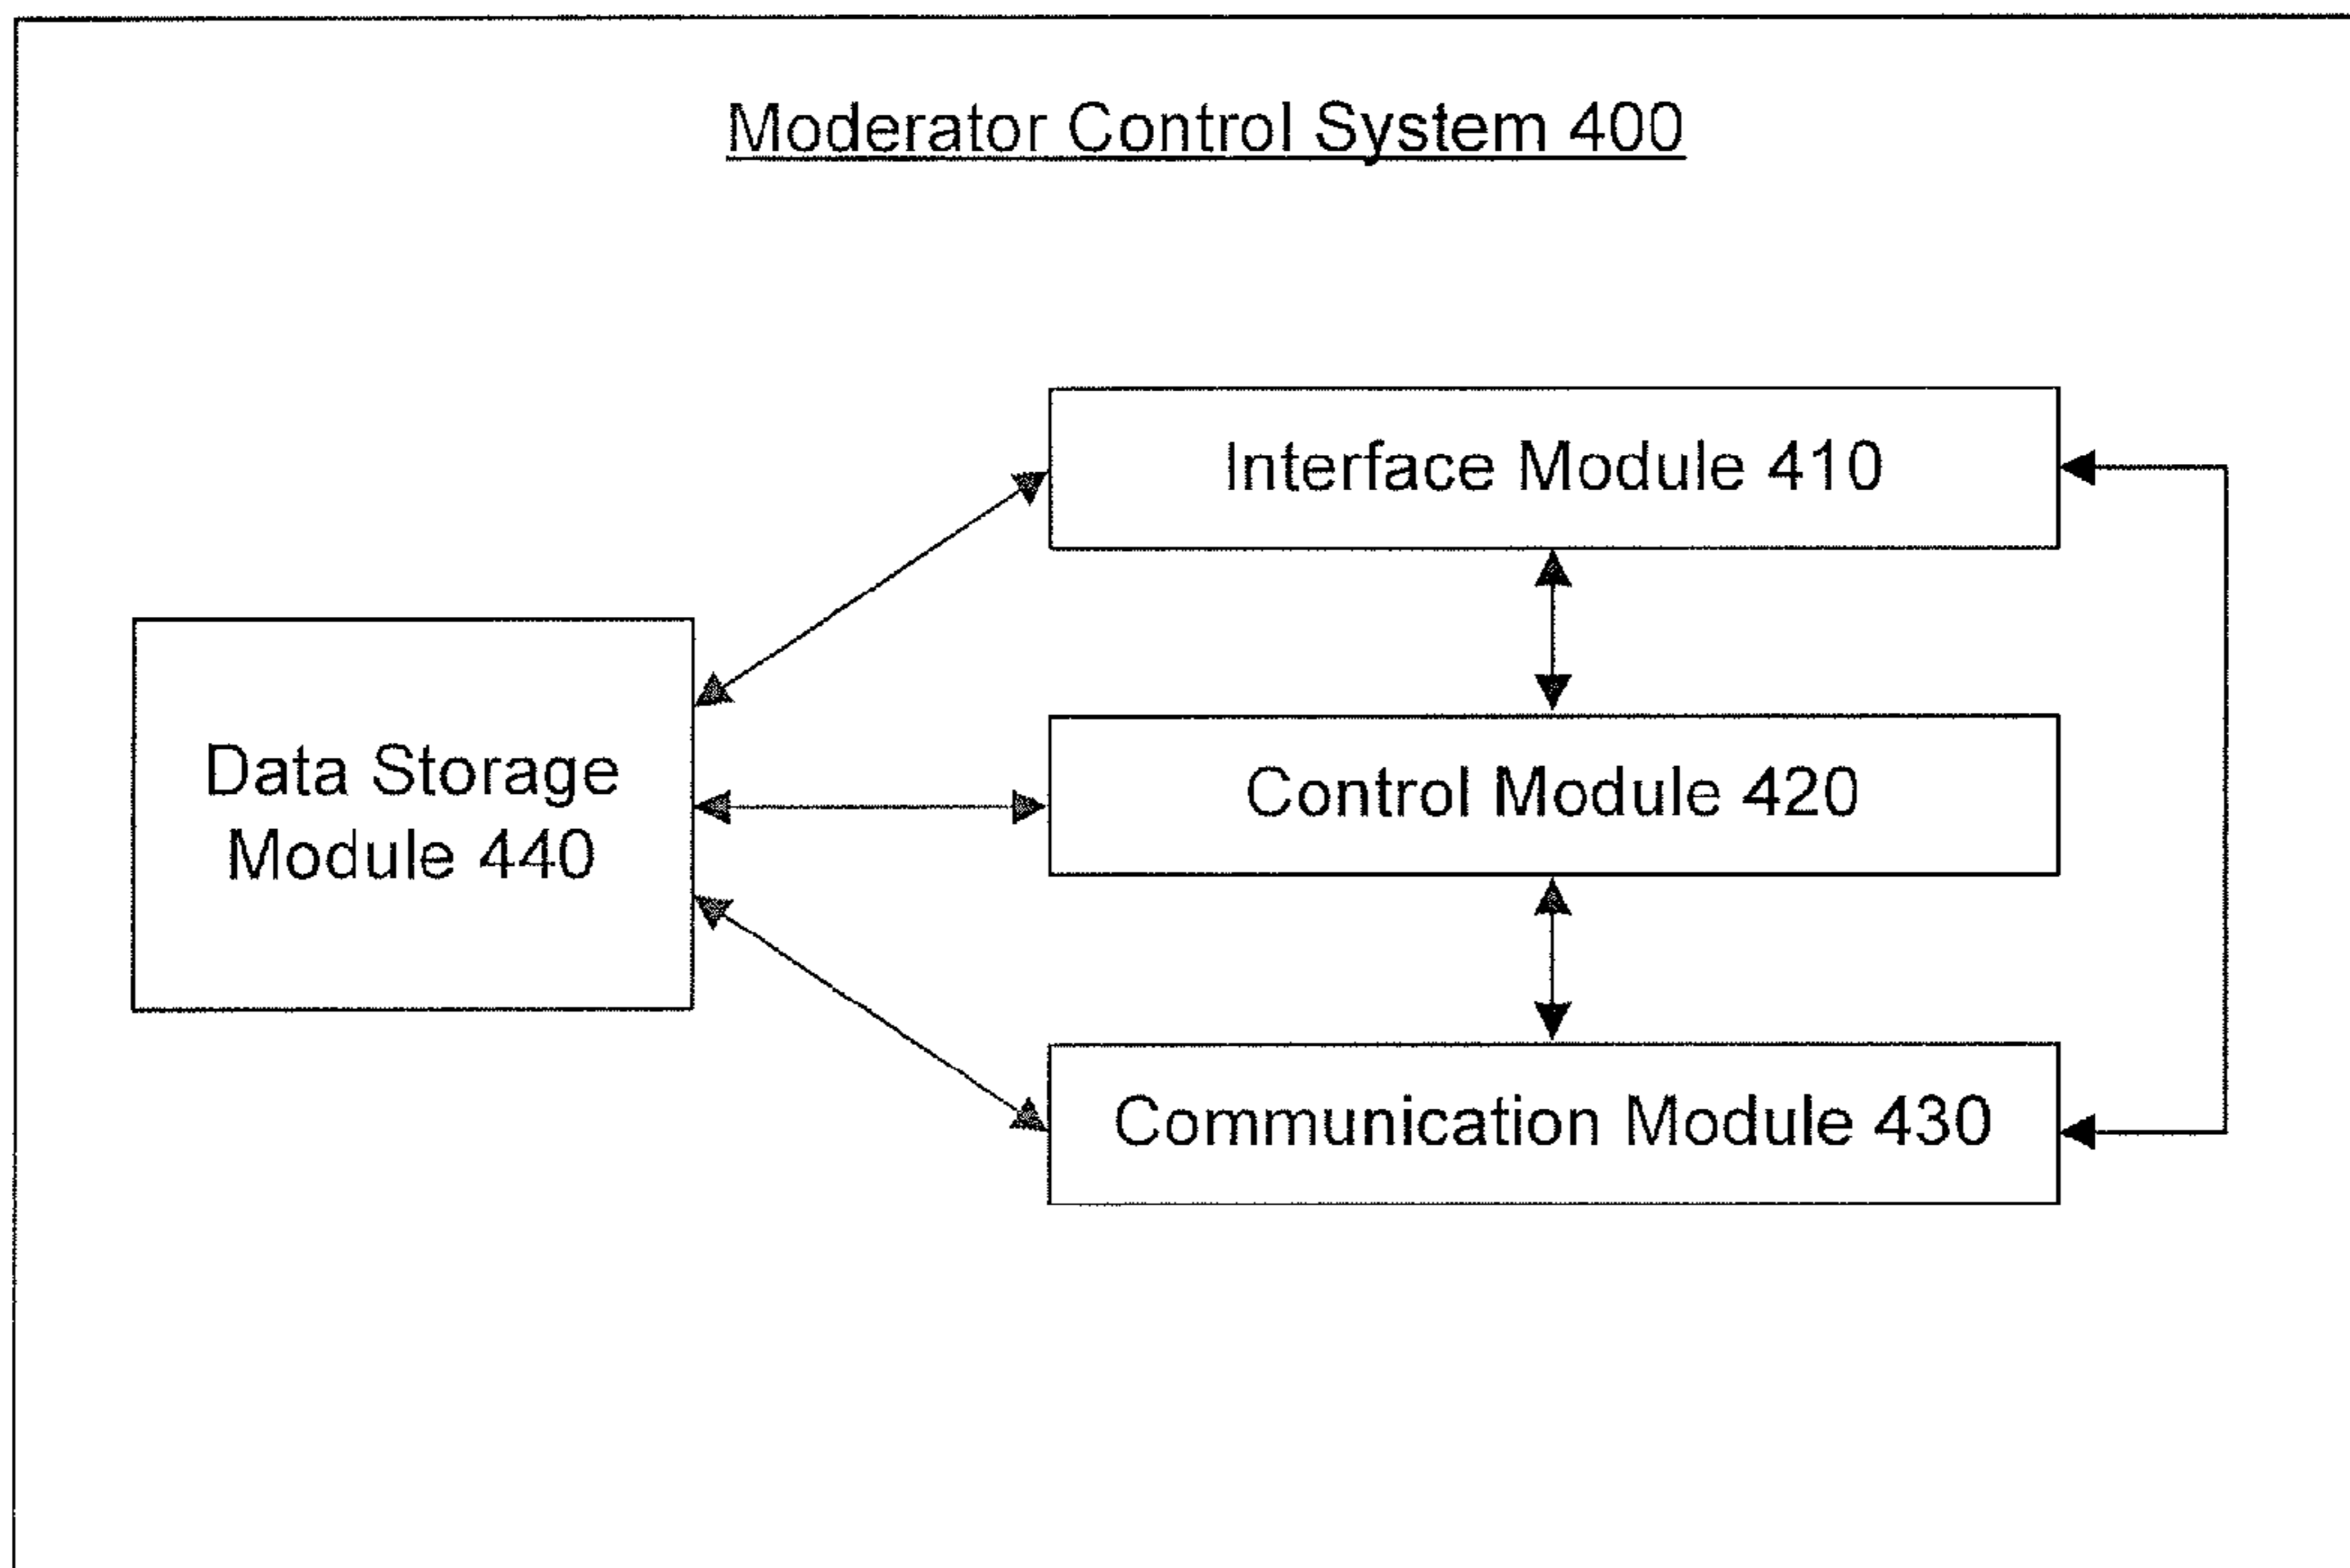 Moderator Control System 400
Interface Module 410
Data Storage
Module 440
Control Module 420
Communication Module 430